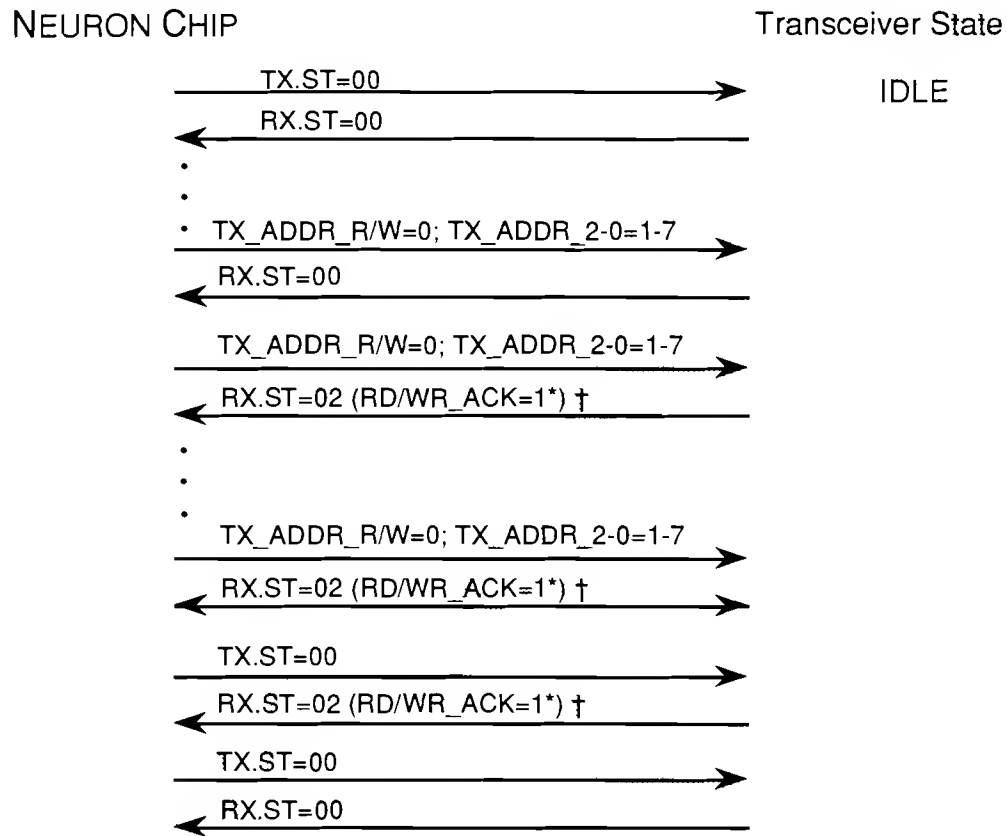 NEURON CHIP Transceiver State
TX.ST=00 IDLE
RX.ST=00
TX_ADDR_R/W=0; TX_ADDR_2-0=1-7
RX.ST=00
TX_ADDR_R/W=0; TX_ADDR_2-0=1-7
RX.ST=02 (RD/WR_ACK=1*) †
TX_ADDR_R/W=0; TX_ADDR_2-0=1-7
RX.ST=02 (RD/WR_ACK=1*) †
TX.ST=00
RX.ST=02 (RD/WR_ACK=1*) †
TX.ST=00
RX.ST=00